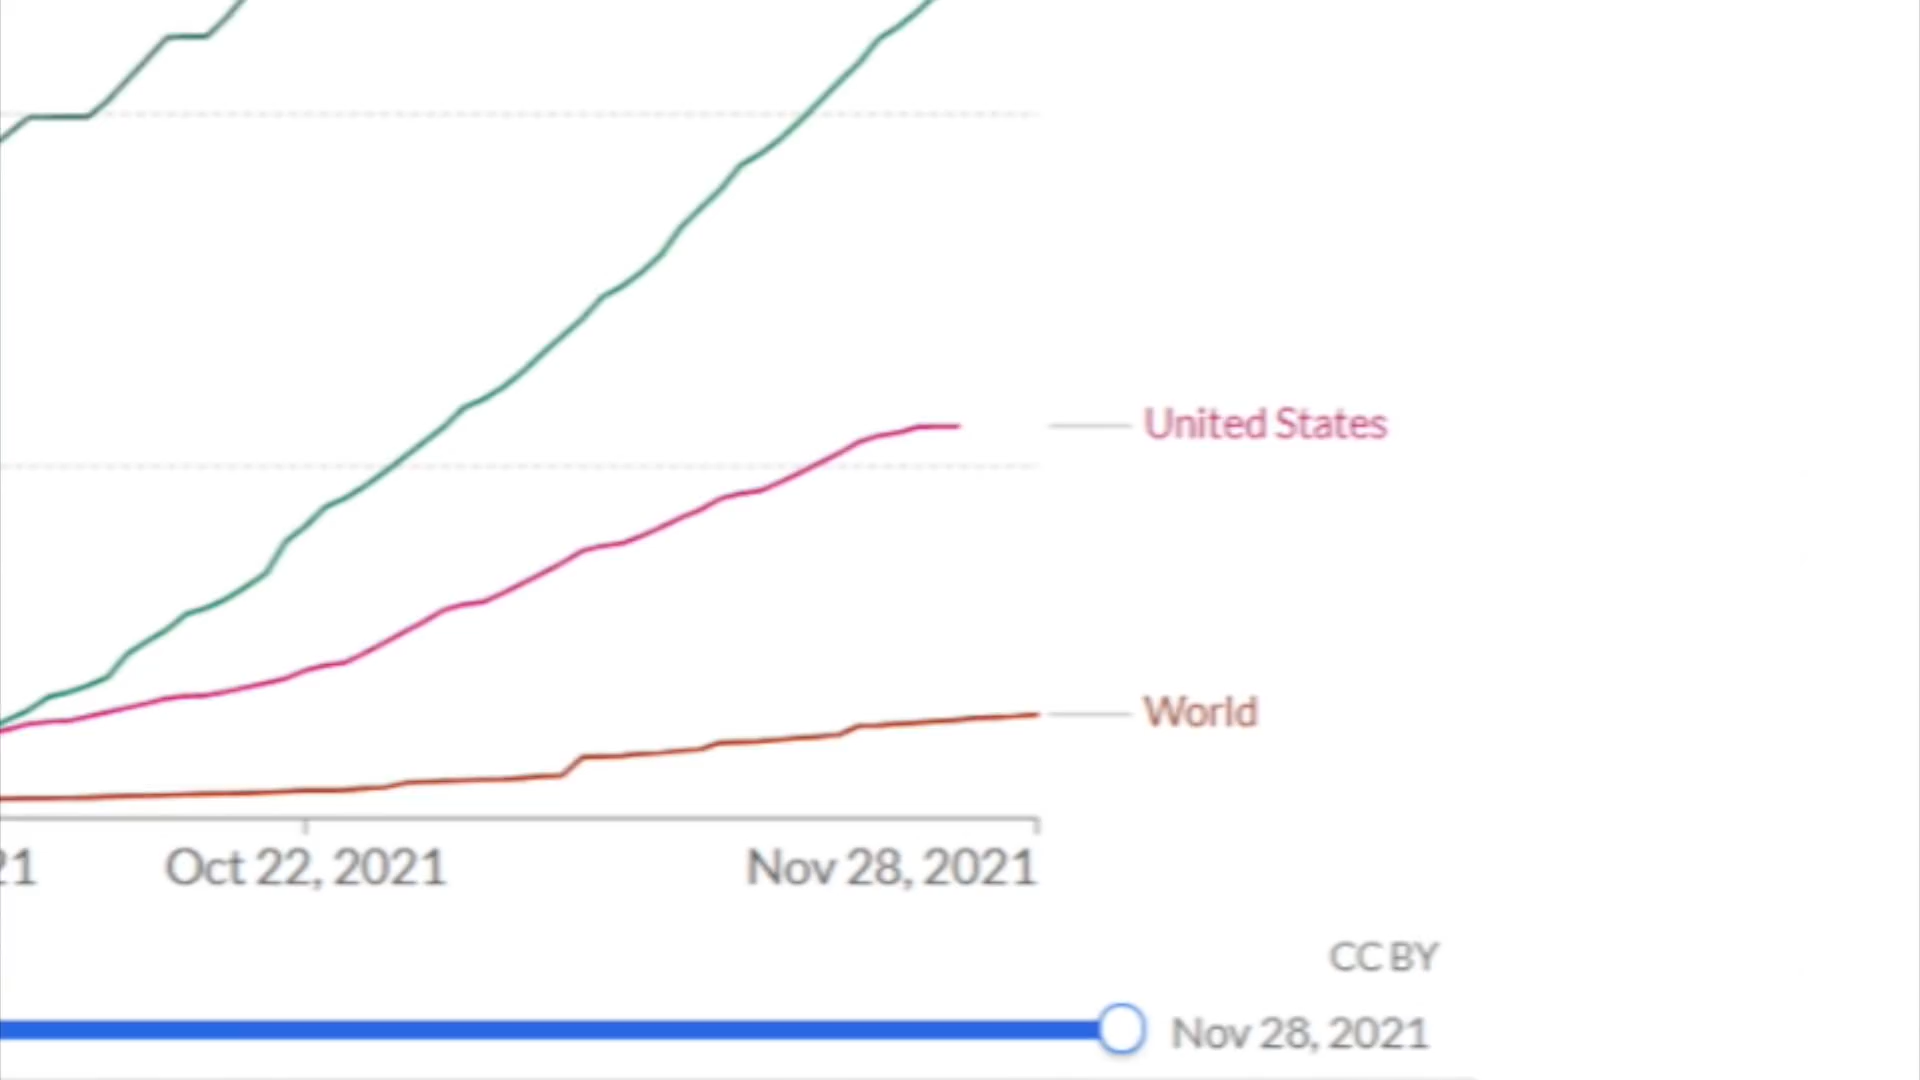 United States
World
21 Oct 22, 2021 Nov 28, 2021
CC BY
Nov 28, 2021